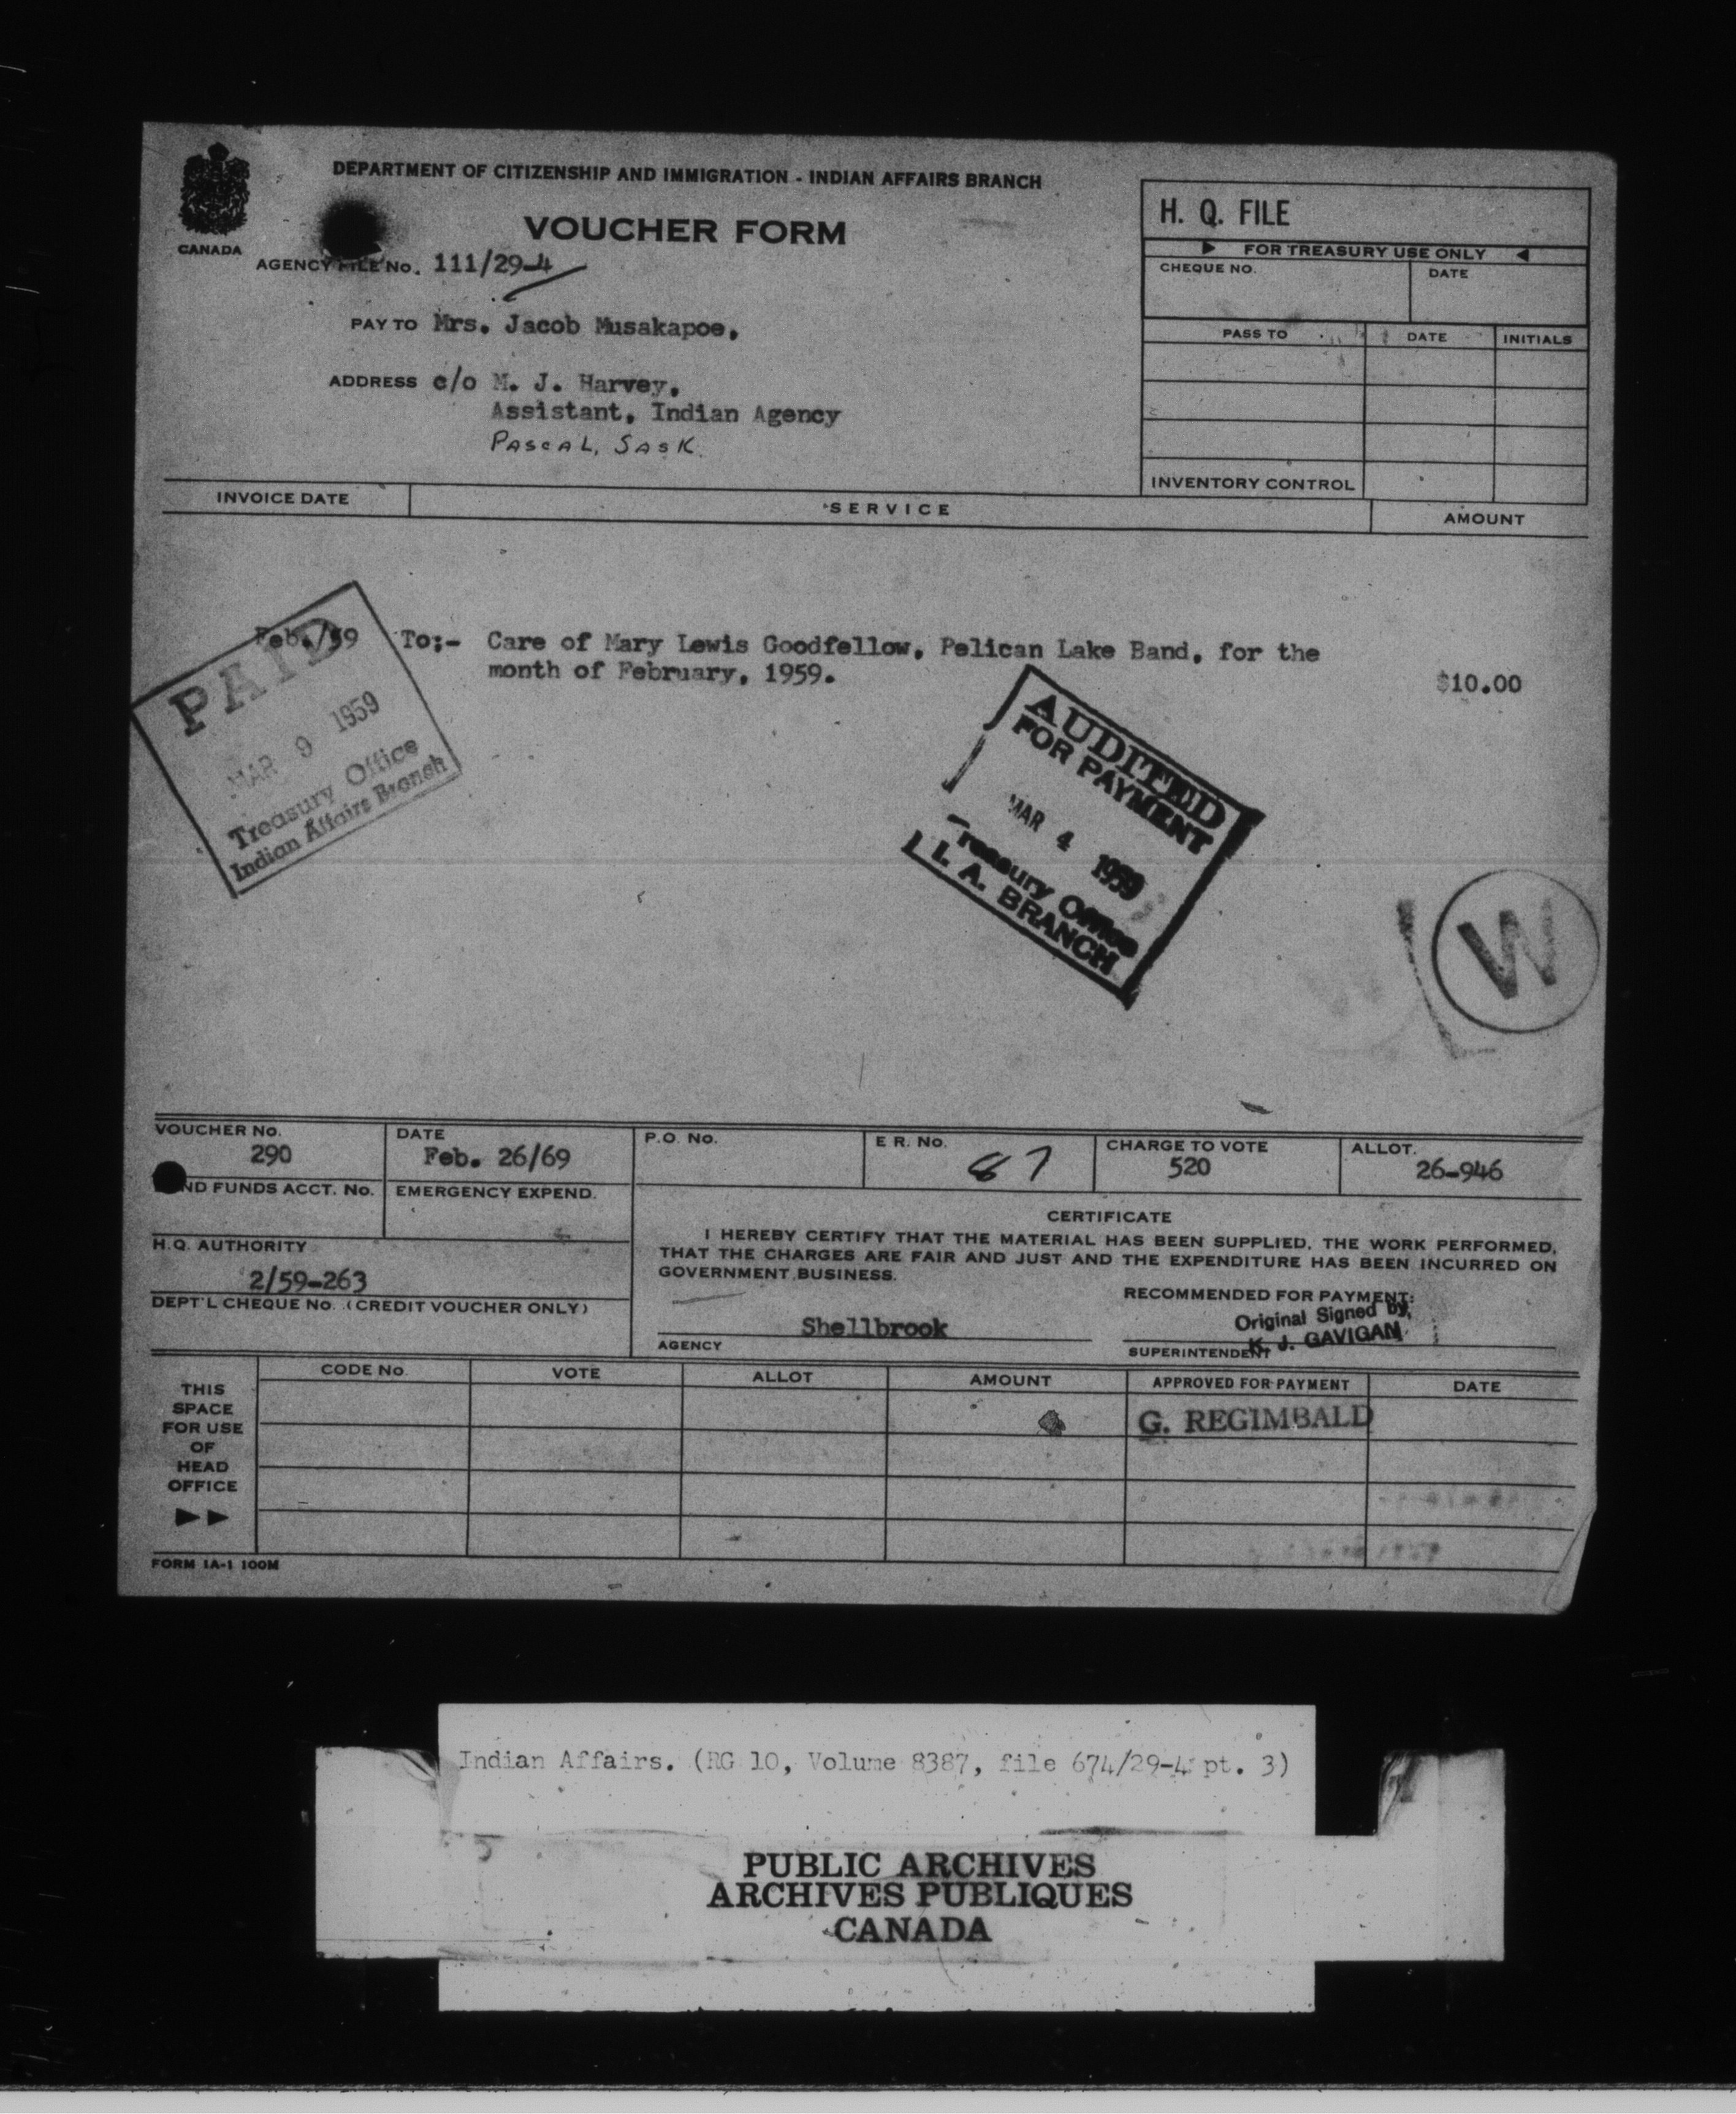 DEPARTMENT OF CITIZENSHIP AND IMMIGRATION - INDIAN AFFAIRS BRANCH
VOUCHER FORM
CANADA
AGENCY FILE No. 111/29-4
PAY TO Mrs. Jacob Musakapoe,
ADDRESS c/o M. J. Harvey,
Assistant, Indian Agency
PASCAL, SASK.
H. Q. FILE
FOR TREASURY USE ONLY
CHEQUE NO. DATE
PASS TO DATE INITIALS
INVENTORY CONTROL
INVOICE DATE SERVICE AMOUNT
Feb./59 To:- Care of Mary Lewis Goodfellow, Pelican Lake Band, for the
month of February, 1959. $10.00
PAID
MAR 9 1959
Treasury Office
Indian Affairs Branch
AUDITED
FOR PAYMENT
MAR 4 1959
Treasury Office
I. A. BRANCH
W
VOUCHER No. DATE P.O. No. E R. No. CHARGE TO VOTE ALLOT.
290 Feb. 26/69 87 520 26-946
ND FUNDS ACCT. No. EMERGENCY EXPEND.
H.Q. AUTHORITY
2/59-263
DEPT'L CHEQUE No. (CREDIT VOUCHER ONLY)
CERTIFICATE
I HEREBY CERTIFY THAT THE MATERIAL HAS BEEN SUPPLIED, THE WORK PERFORMED,
THAT THE CHARGES ARE FAIR AND JUST AND THE EXPENDITURE HAS BEEN INCURRED ON
GOVERNMENT BUSINESS.
RECOMMENDED FOR PAYMENT:
Original Signed by,
K. J. GAVIGAN
Shellbrook
AGENCY SUPERINTENDENT
THIS
SPACE
FOR USE
OF
HEAD
OFFICE
CODE No. VOTE ALLOT AMOUNT APPROVED FOR PAYMENT DATE
G. REGIMBALD
FORM IA-1 100M
Indian Affairs. (RG 10, Volume 8387, file 674/29-4 pt. 3)
PUBLIC ARCHIVES
ARCHIVES PUBLIQUES
CANADA